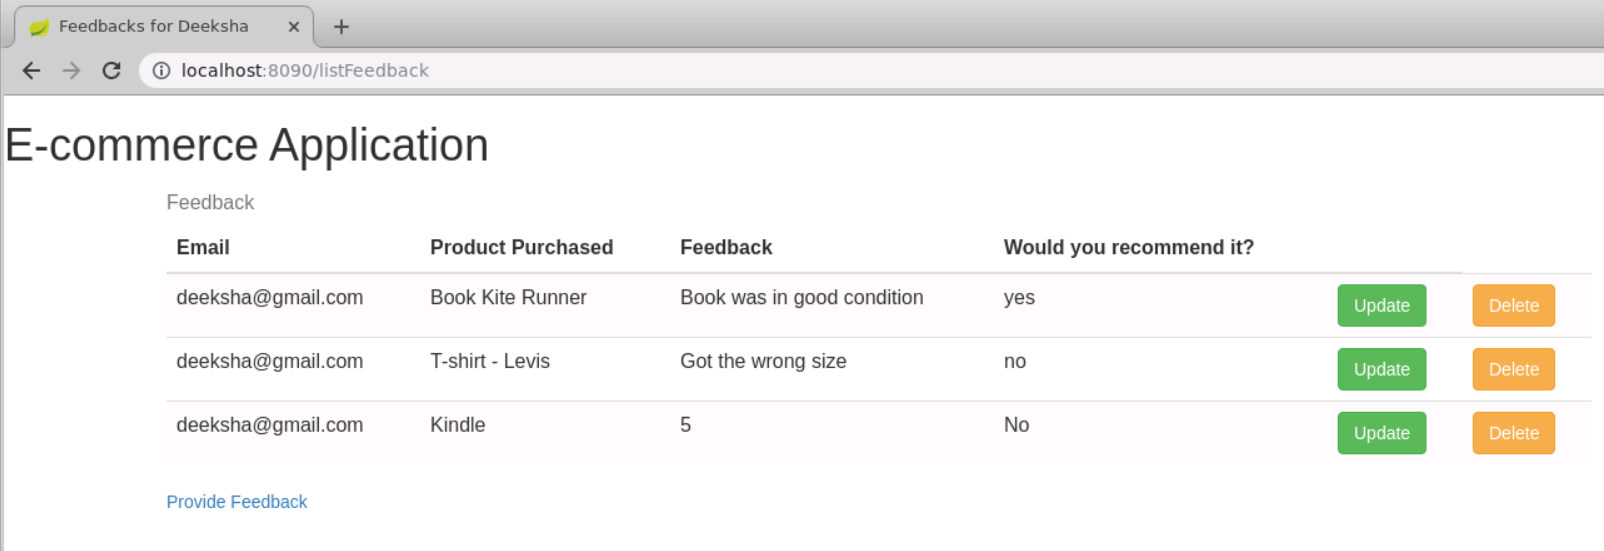 Feedbacks for Deeksha
localhost:8090/listFeedback
E-commerce Application
Feedback
Email Product Purchased Feedback Would you recommend it?
deeksha@gmail.com Book Kite Runner Book was in good condition yes Update Delete
deeksha@gmail.com T-shirt - Levis Got the wrong size no Update Delete
deeksha@gmail.com Kindle 5 No Update Delete
Provide Feedback